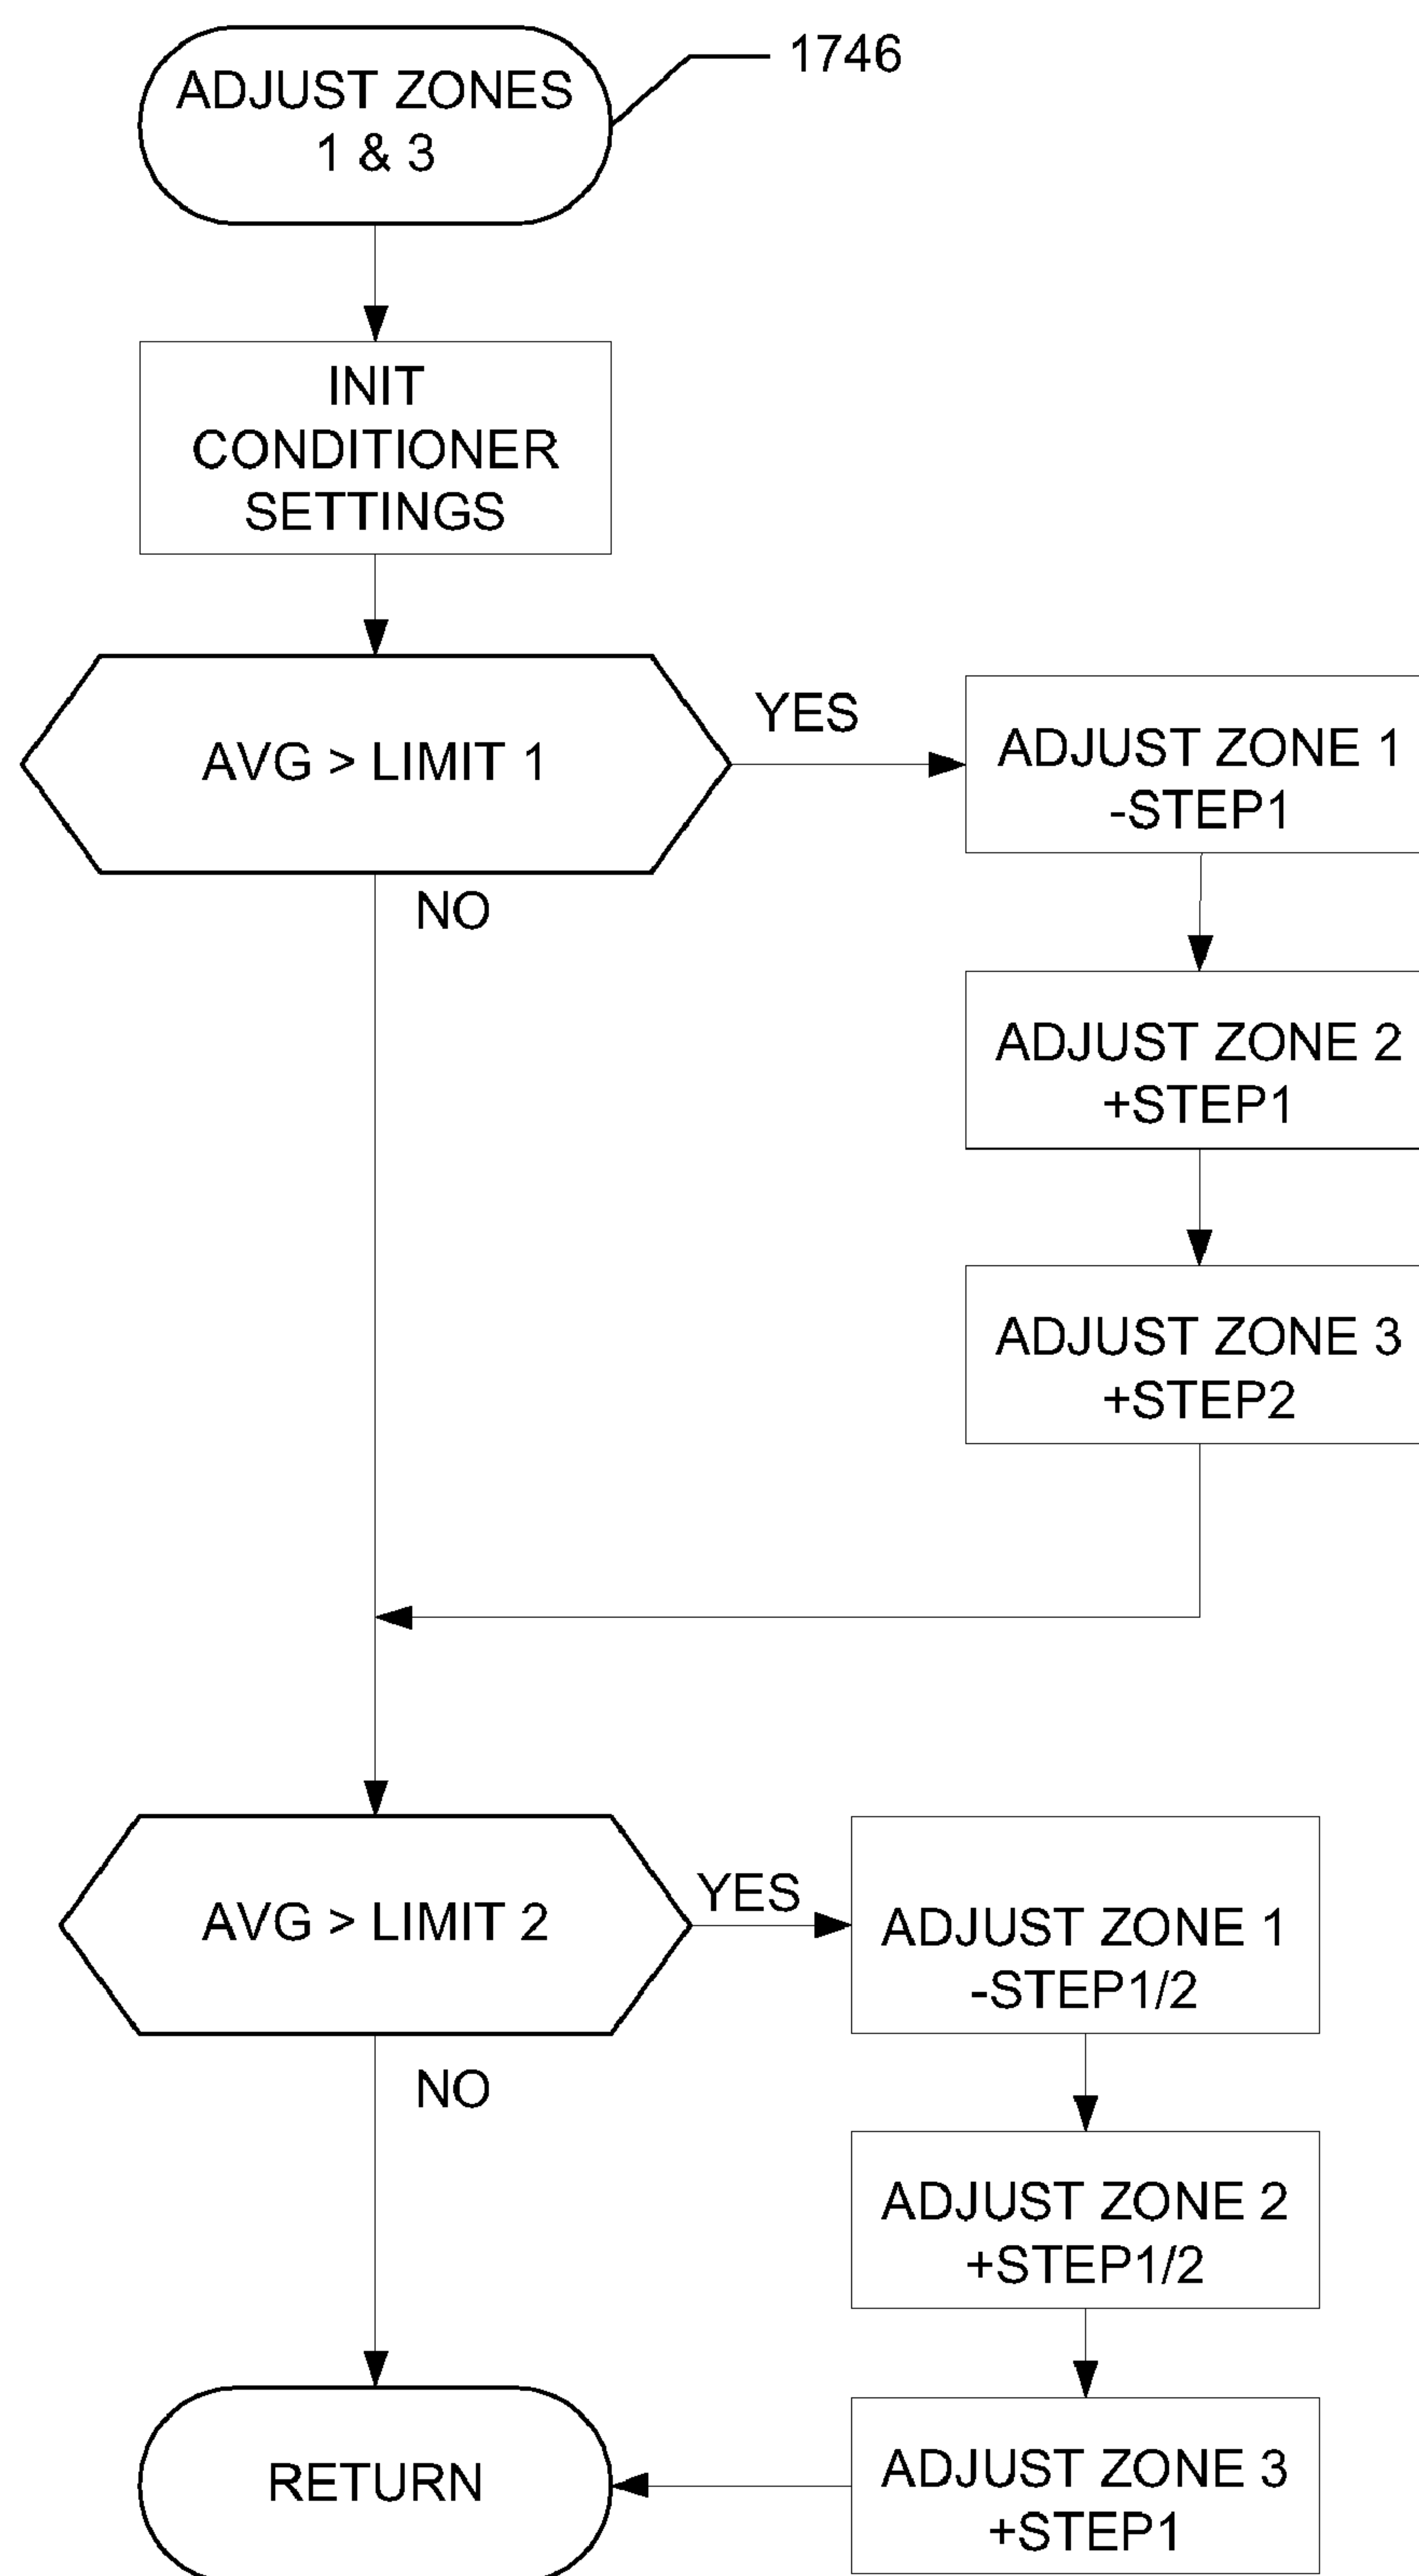 ADJUST ZONES
1 & 3
1746
INIT
CONDITIONER
SETTINGS
AVG > LIMIT 1
YES
NO
ADJUST ZONE 1
-STEP1
ADJUST ZONE 2
+STEP1
ADJUST ZONE 3
+STEP2
AVG > LIMIT 2
YES
NO
ADJUST ZONE 1
-STEP1/2
ADJUST ZONE 2
+STEP1/2
ADJUST ZONE 3
+STEP1
RETURN